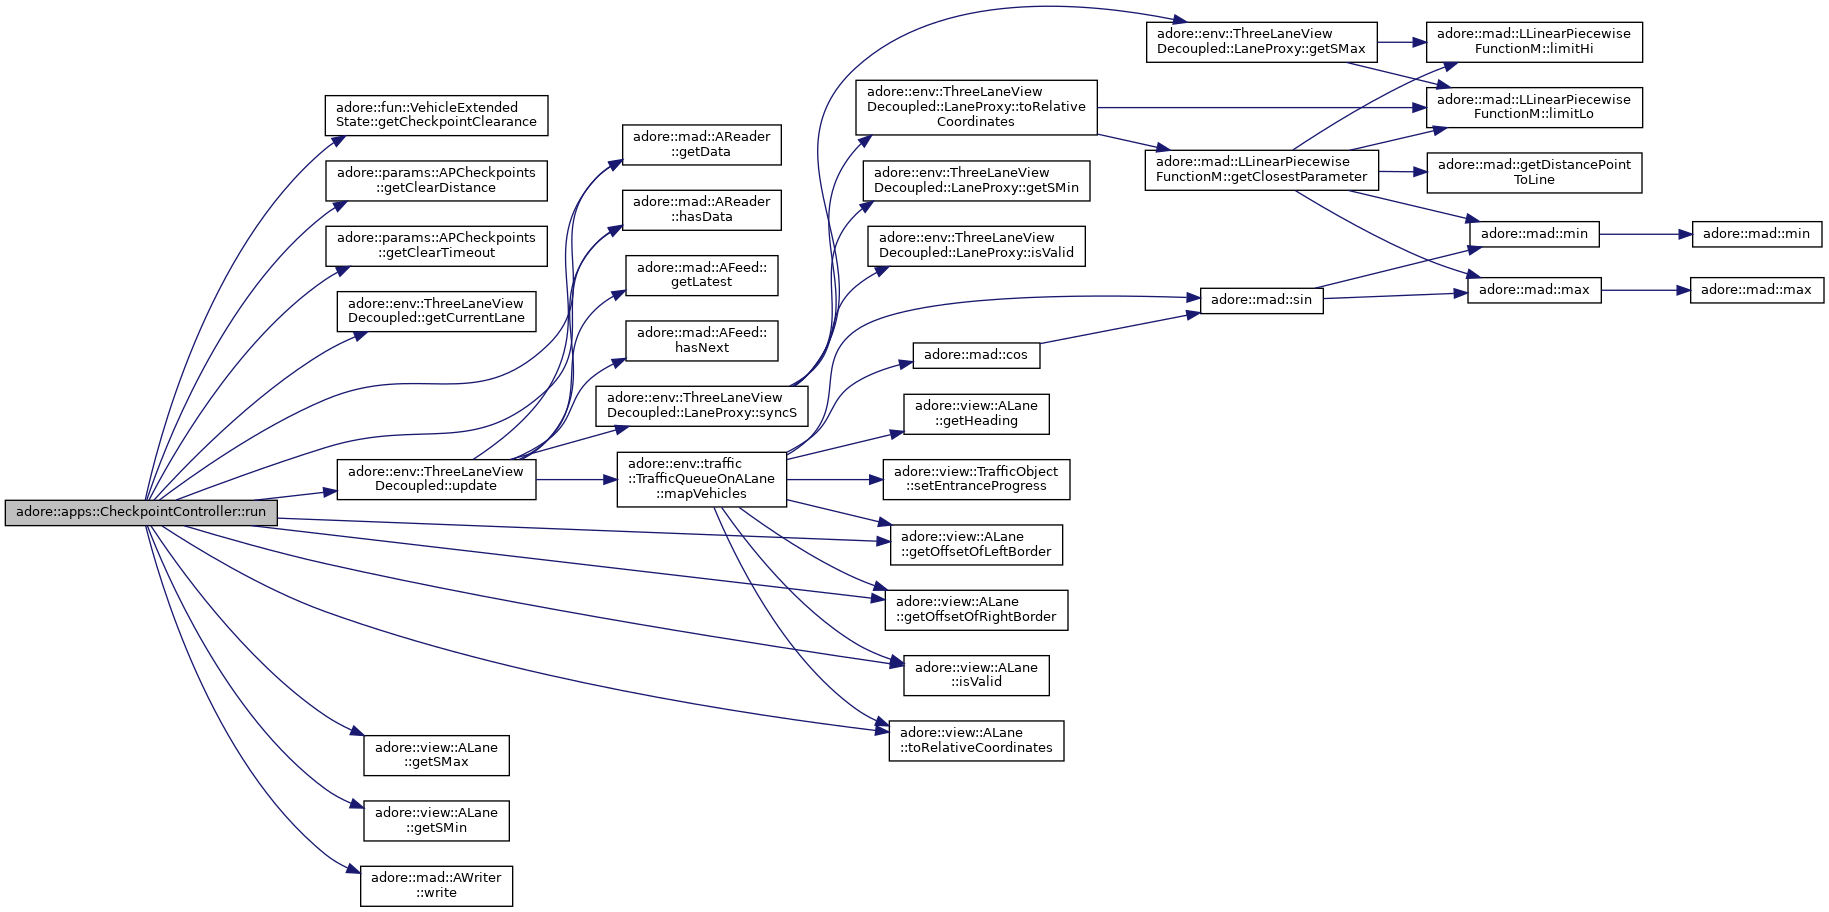 adore::apps::CheckpointController::run
adore::fun::VehicleExtended
State::getCheckpointClearance
adore::params::APCheckpoints
::getClearDistance
adore::params::APCheckpoints
::getClearTimeout
adore::env::ThreeLaneView
Decoupled::getCurrentLane
adore::env::ThreeLaneView
Decoupled::update
adore::view::ALane
::getSMax
adore::view::ALane
::getSMin
adore::mad::AWriter
::write
adore::mad::AReader
::getData
adore::mad::AReader
::hasData
adore::mad::AFeed::
getLatest
adore::mad::AFeed::
hasNext
adore::env::ThreeLaneView
Decoupled::LaneProxy::syncS
adore::env::traffic
::TrafficQueueOnALane
::mapVehicles
adore::env::ThreeLaneView
Decoupled::LaneProxy::toRelative
Coordinates
adore::env::ThreeLaneView
Decoupled::LaneProxy::getSMin
adore::env::ThreeLaneView
Decoupled::LaneProxy::isValid
adore::mad::cos
adore::view::ALane
::getHeading
adore::view::TrafficObject
::setEntranceProgress
adore::view::ALane
::getOffsetOfLeftBorder
adore::view::ALane
::getOffsetOfRightBorder
adore::view::ALane
::isValid
adore::view::ALane
::toRelativeCoordinates
adore::env::ThreeLaneView
Decoupled::LaneProxy::getSMax
adore::mad::LLinearPiecewise
FunctionM::getClosestParameter
adore::mad::sin
adore::mad::LLinearPiecewise
FunctionM::limitHi
adore::mad::LLinearPiecewise
FunctionM::limitLo
adore::mad::getDistancePoint
ToLine
adore::mad::min
adore::mad::max
adore::mad::min
adore::mad::max